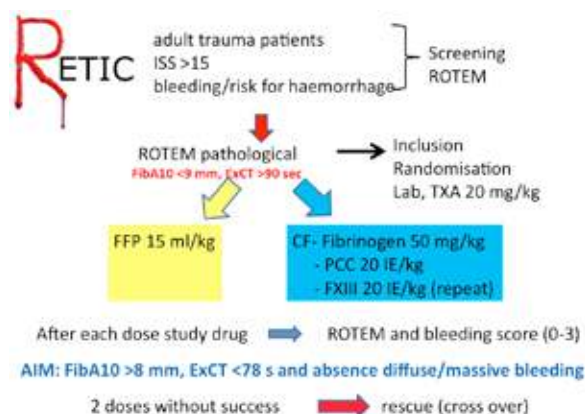 RETIC
adult trauma patients
ISS >15
bleeding/risk for haemorrhage
Screening
ROTEM
ROTEM pathological
FibA10 <9 mm, ExCT >90 sec
Inclusion
Randomisation
Lab, TXA 20 mg/kg
FFP 15 ml/kg
CF- Fibrinogen 50 mg/kg
- PCC 20 IE/kg
- FXIII 20 IE/kg (repeat)
After each dose study drug
ROTEM and bleeding score (0-3)
AIM: FibA10 >8 mm, ExCT <78 s and absence diffuse/massive bleeding
2 doses without success
rescue (cross over)